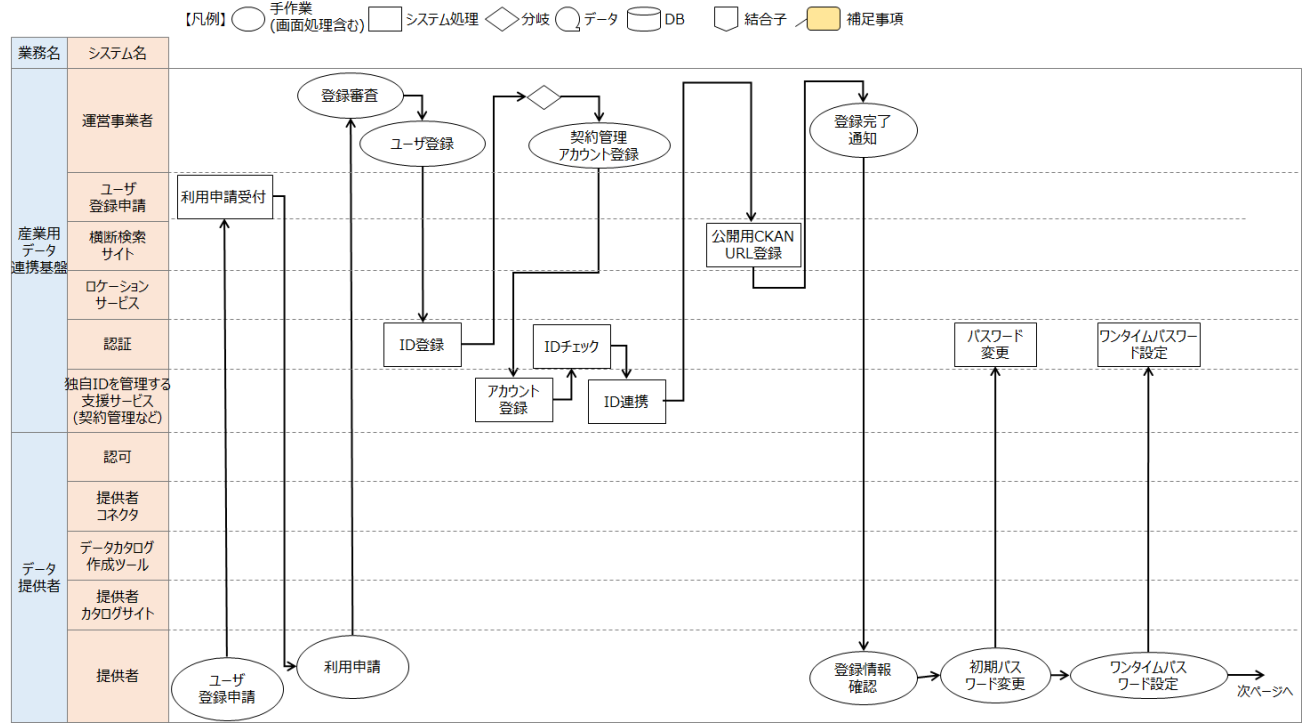 【凡例】
手作業
(画面処理含む)
システム処理
分岐
データ
DB
結合子
補足事項
業務名
システム名
産業用
データ
連携基盤
運営事業者
登録審査
ユーザ登録
契約管理
アカウント登録
登録完了
通知
ユーザ
登録申請
利用申請受付
横断検索
サイト
公開用CKAN
URL登録
ロケーション
サービス
認証
ID登録
IDチェック
パスワード
変更
ワンタイムパスワー
ド設定
独自IDを管理する
支援サービス
(契約管理など)
アカウント
登録
ID連携
データ
提供者
認可
提供者
コネクタ
データカタログ
作成ツール
提供者
カタログサイト
提供者
ユーザ
登録申請
利用申請
登録情報
確認
初期パス
ワード変更
ワンタイムパス
ワード設定
次ページへ